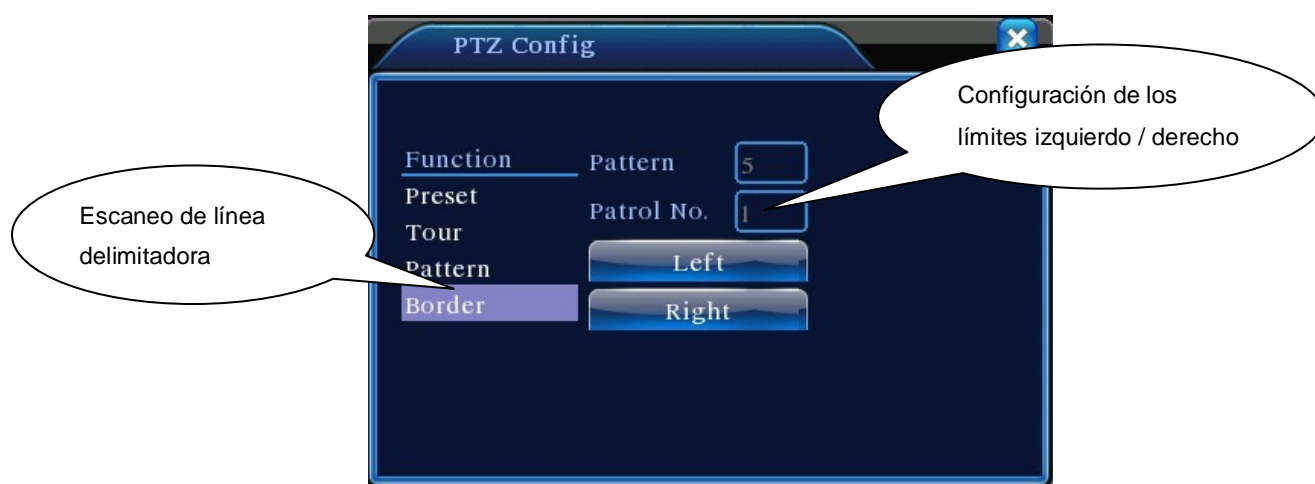 PTZ Config
Configuración de los
límites izquierdo / derecho
Function
Preset
Tour
Pattern
Border
Pattern 5
Patrol No. 1
Left
Right
Escaneo de línea
delimitadora